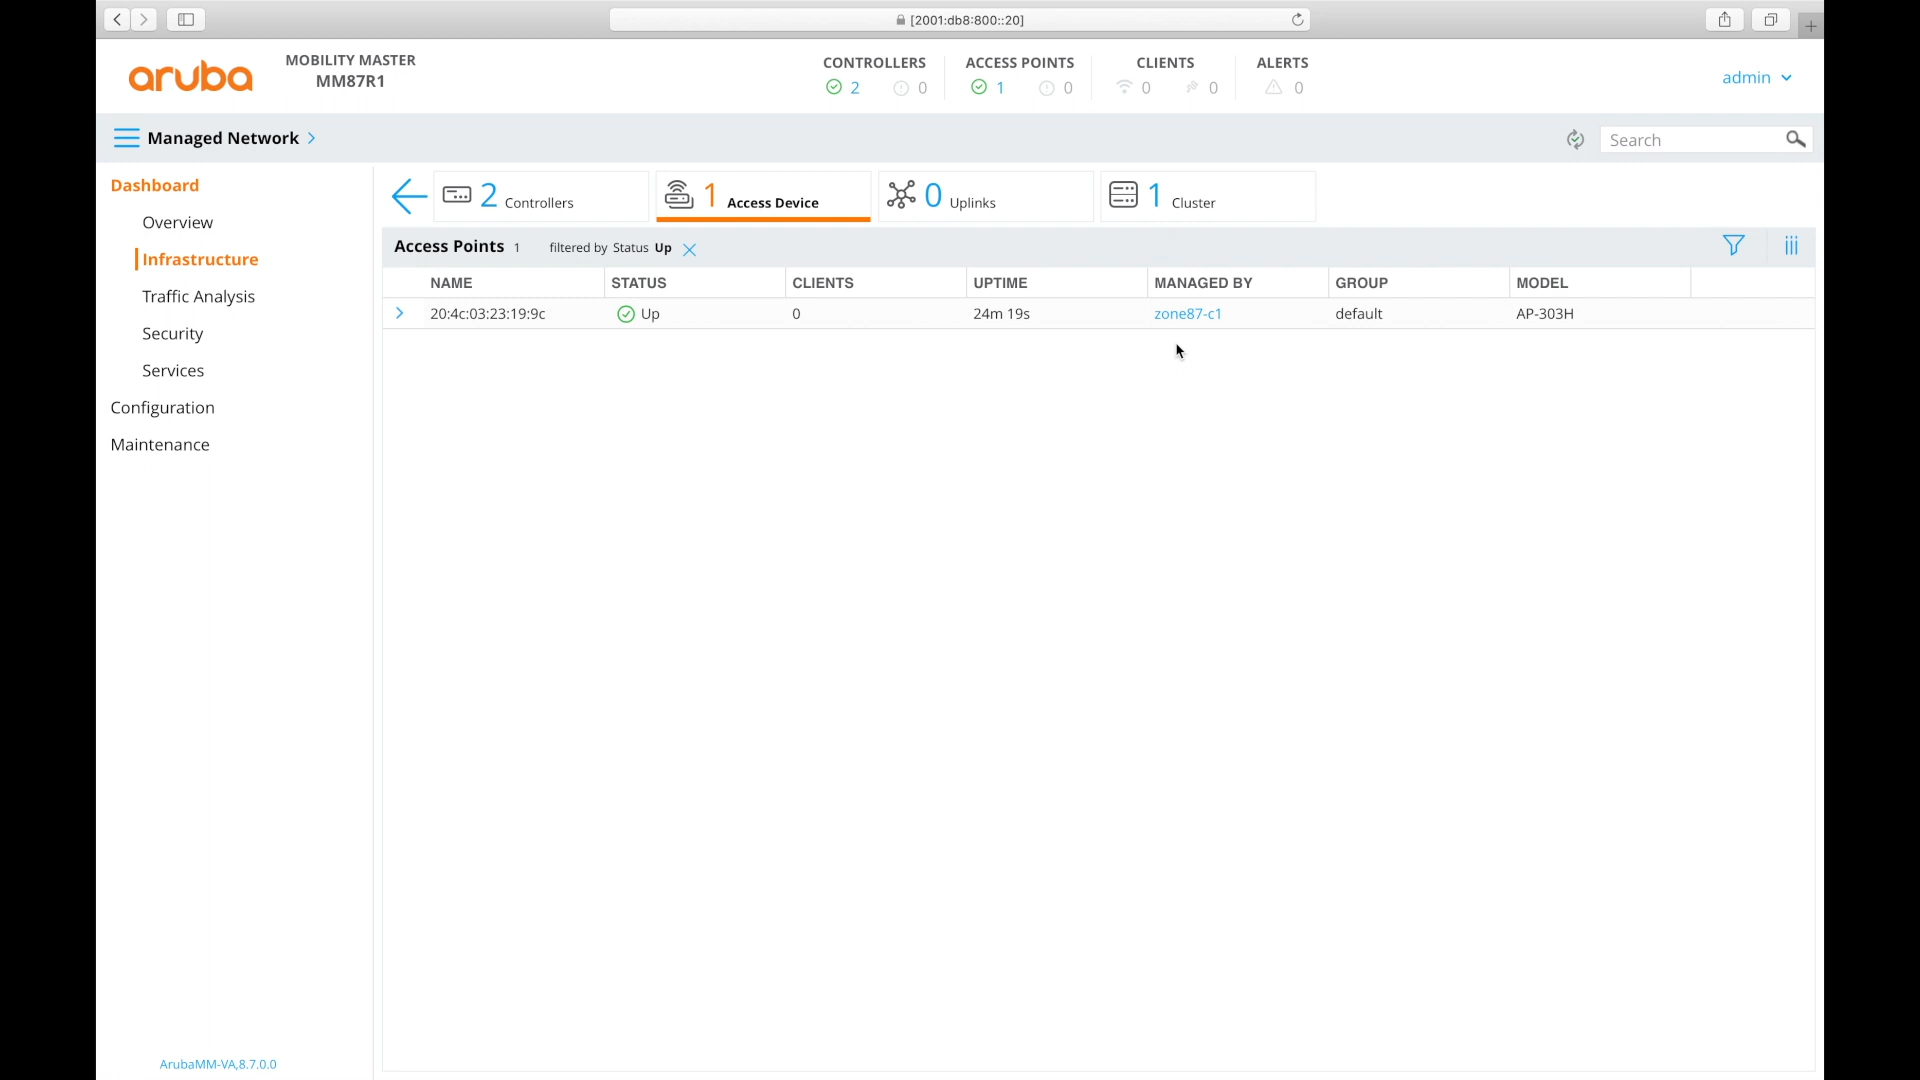 [2001:db8:800::20]
aruba
MOBILITY MASTER
MM87R1
CONTROLLERS
2 0
ACCESS POINTS
1 0
CLIENTS
0 0
ALERTS
0
admin
Managed Network
Search
Dashboard
Overview
Infrastructure
Traffic Analysis
Security
Services
Configuration
Maintenance
2 Controllers
1 Access Device
0 Uplinks
1 Cluster
Access Points 1 filtered by Status Up
NAME STATUS CLIENTS UPTIME MANAGED BY GROUP MODEL
20:4c:03:23:19:9c Up 0 24m 19s zone87-c1 default AP-303H
ArubaMM-VA,8.7.0.0